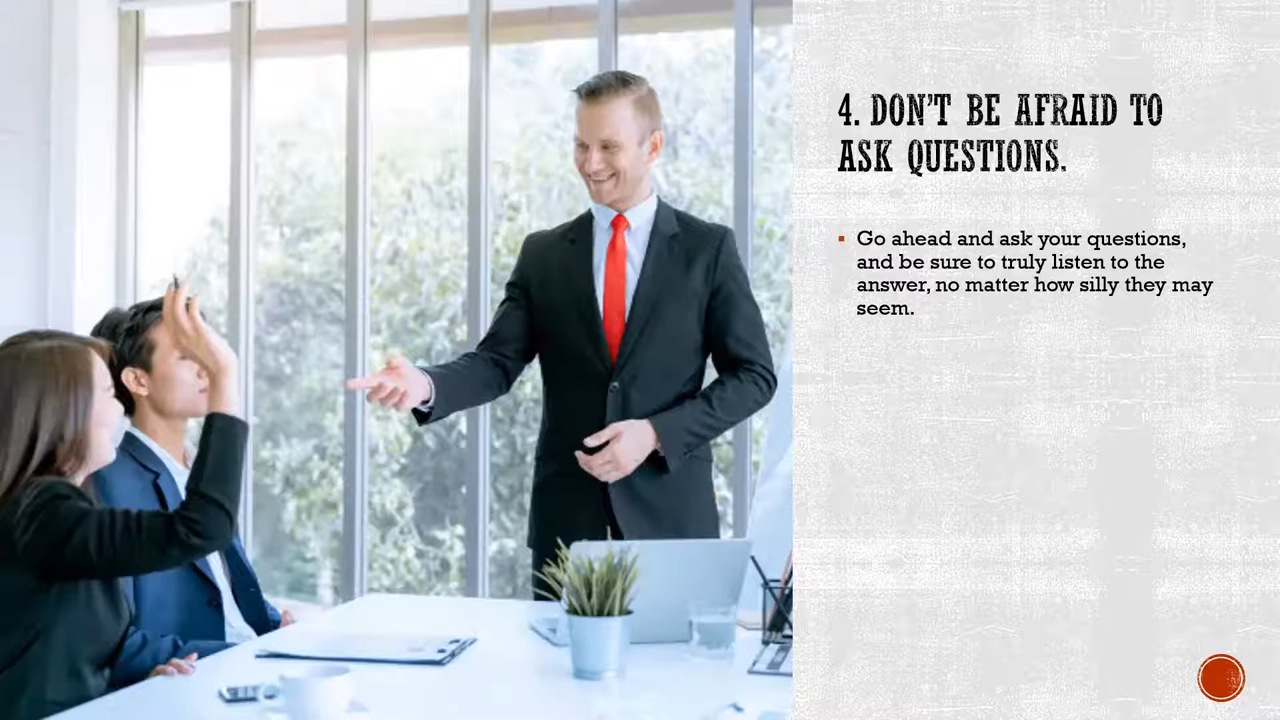 4. DON'T BE AFRAID TO
ASK QUESTIONS.
▪ Go ahead and ask your questions,
and be sure to truly listen to the
answer, no matter how silly they may
seem.